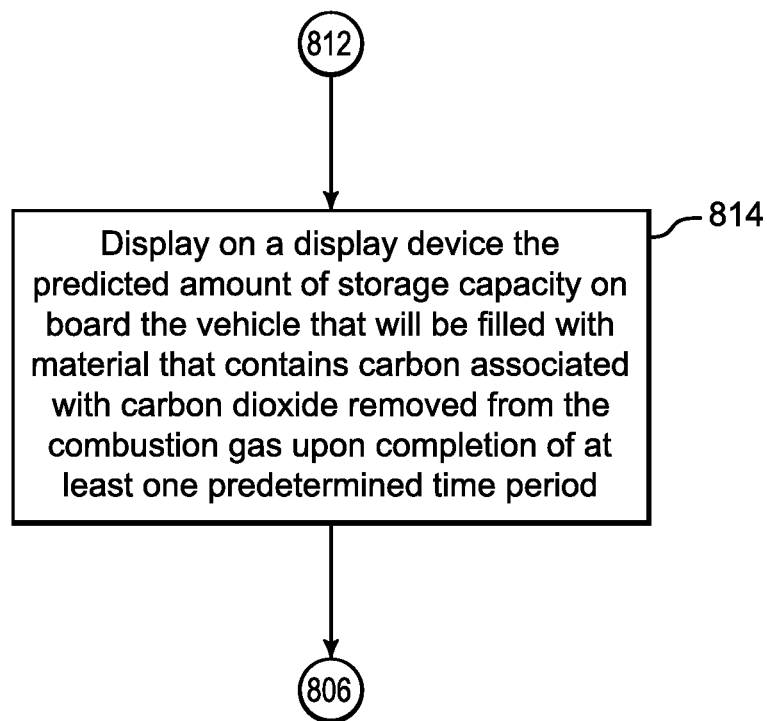 812
814
Display on a display device the
predicted amount of storage capacity on
board the vehicle that will be filled with
material that contains carbon associated
with carbon dioxide removed from the
combustion gas upon completion of at
least one predetermined time period
806